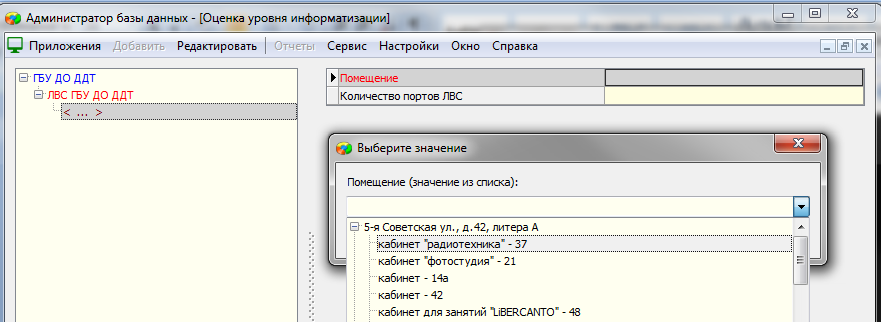 Администратор базы данных - [Оценка уровня информатизации]
Приложения Добавить Редактировать Отчеты Сервис Настройки Окно Справка
ГБУ ДО ДДТ
ЛВС ГБУ ДО ДДТ
< ... >
Помещение
Количество портов ЛВС
Выберите значение
Помещение (значение из списка):
5-я Советская ул., д.42, литера А
кабинет "радиотехника" - 37
кабинет "фотостудия" - 21
кабинет - 14а
кабинет - 42
кабинет для занятий "LiBERCANTO" - 48